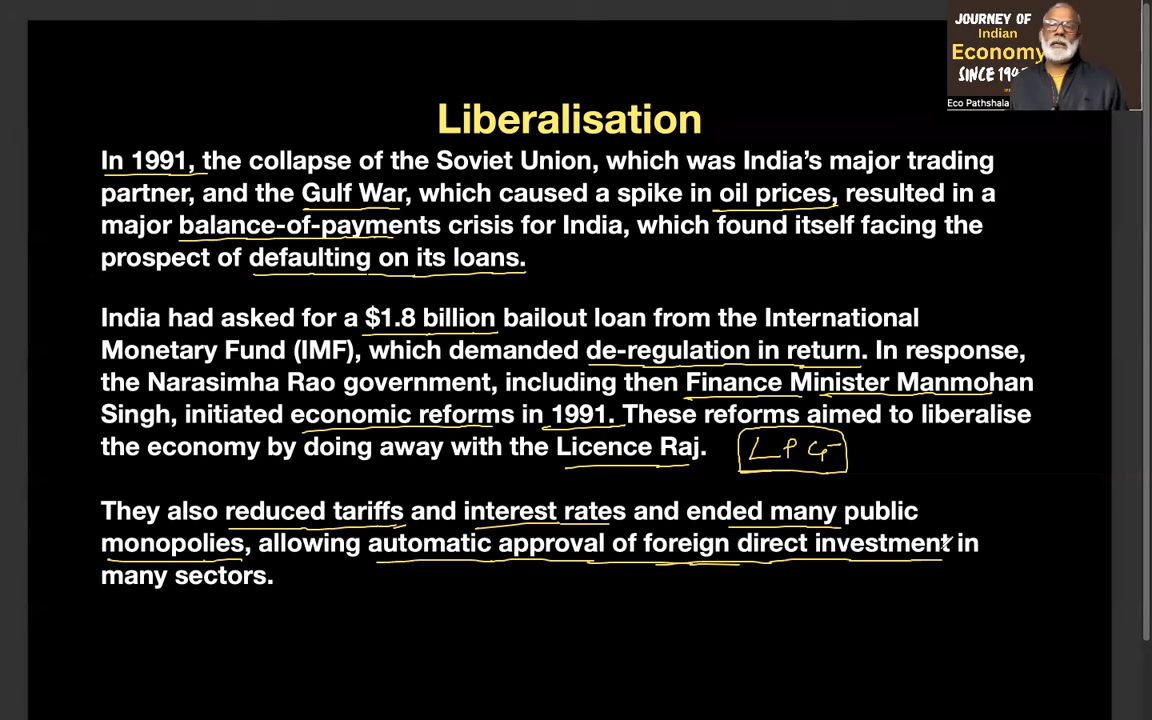 JOURNEY OF
Indian
Economy
SINCE 194
Eco Pathshala
Liberalisation
In 1991, the collapse of the Soviet Union, which was India's major trading
partner, and the Gulf War, which caused a spike in oil prices, resulted in a
major balance-of-payments crisis for India, which found itself facing the
prospect of defaulting on its loans.
India had asked for a $1.8 billion bailout loan from the International
Monetary Fund (IMF), which demanded de-regulation in return. In response,
the Narasimha Rao government, including then Finance Minister Manmohan
Singh, initiated economic reforms in 1991. These reforms aimed to liberalise
the economy by doing away with the Licence Raj. LPG
They also reduced tariffs and interest rates and ended many public
monopolies, allowing automatic approval of foreign direct investment in
many sectors.